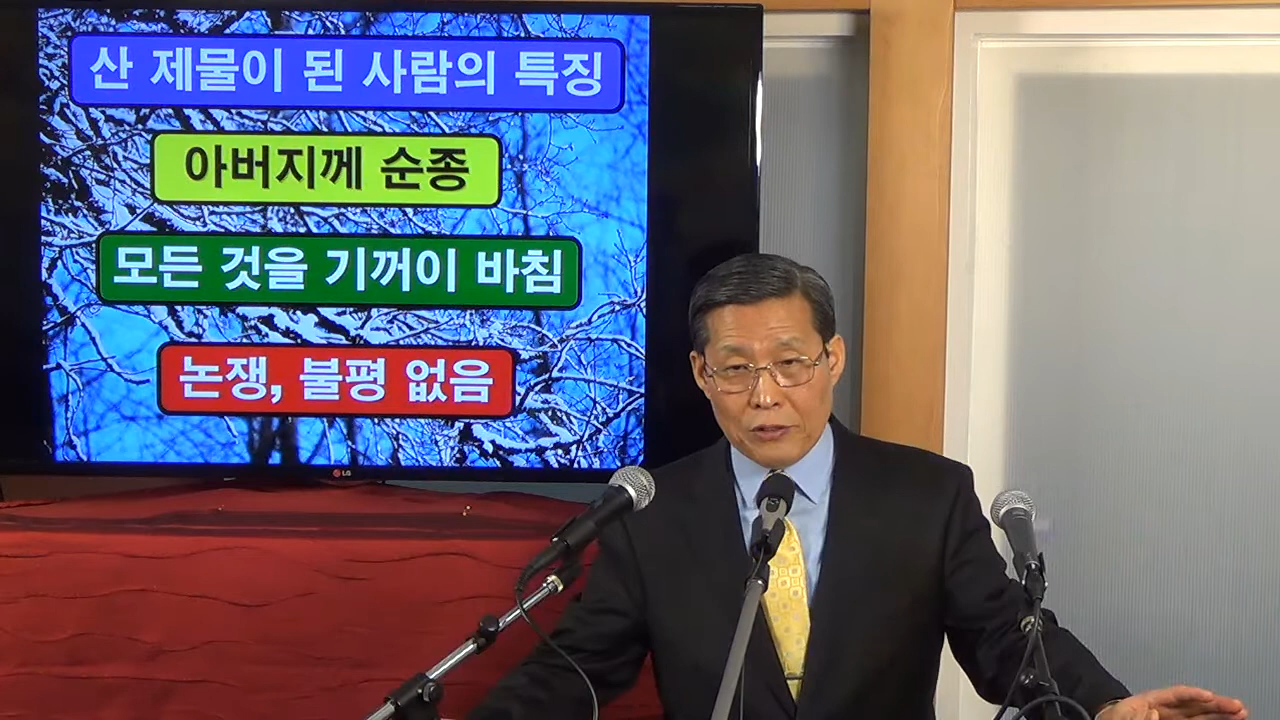 산 제물이 된 사람의 특징
아버지께 순종
모든 것을 기꺼이 바침
논쟁, 불평 없음
LG